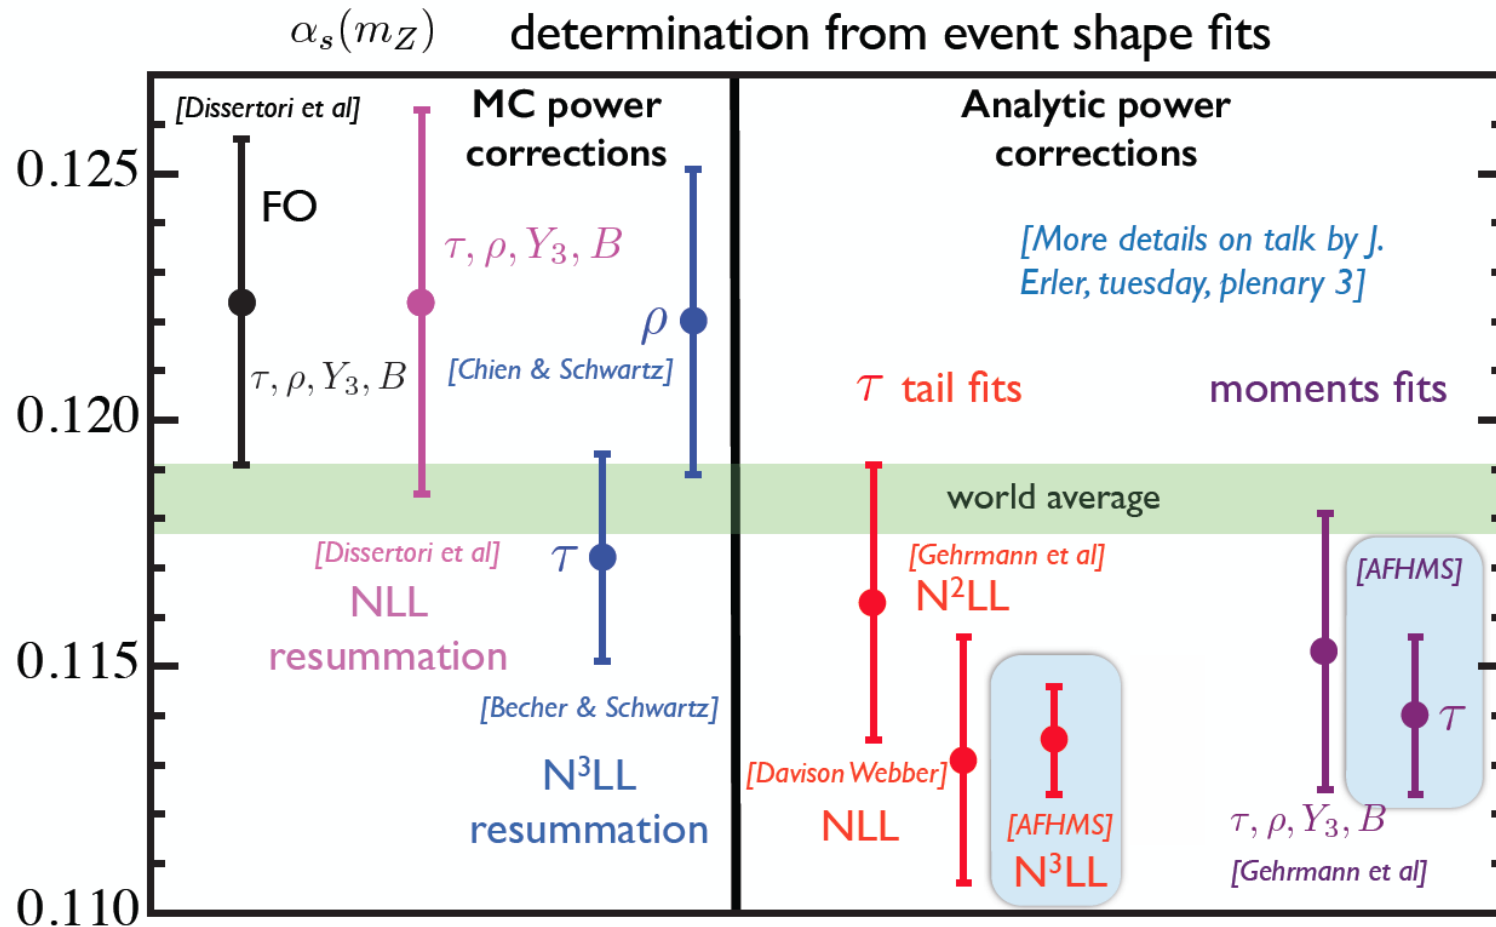 αₛ(m_Z) determination from event shape fits
[Dissertori et al]
MC power
corrections
Analytic power
corrections
0.125
FO
τ, ρ, Y₃, B
[More details on talk by J.
Erler, tuesday, plenary 3]
ρ
[Chien & Schwartz]
τ, ρ, Y₃, B
τ tail fits
moments fits
0.120
world average
[Dissertori et al]
NLL
resummation
τ
[Gehrmann et al]
N²LL
[AFHMS]
0.115
[Becher & Schwartz]
τ
N³LL
resummation
[Davison Webber]
NLL
[AFHMS]
N³LL
τ, ρ, Y₃, B
[Gehrmann et al]
0.110